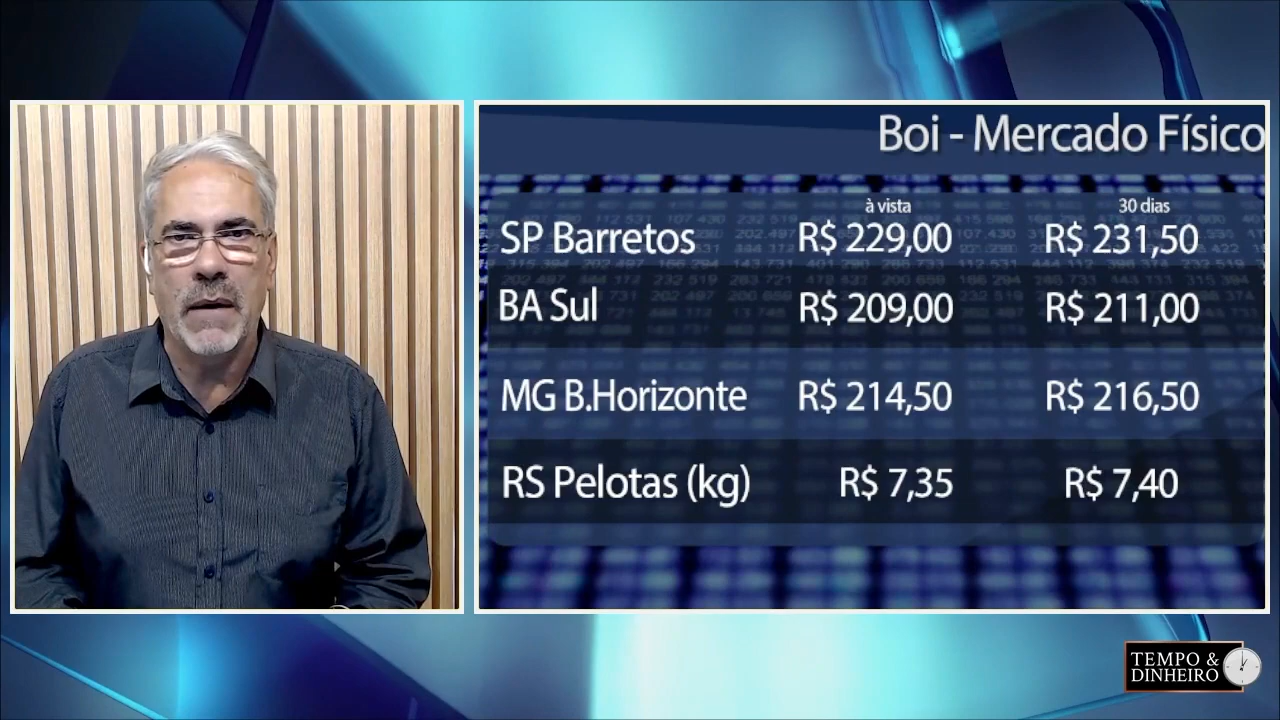 Boi - Mercado Físico
à vista 30 dias
SP Barretos R$ 229,00 R$ 231,50
BA Sul R$ 209,00 R$ 211,00
MG B.Horizonte R$ 214,50 R$ 216,50
RS Pelotas (kg) R$ 7,35 R$ 7,40
TEMPO &
DINHEIRO